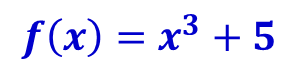 f(x) = x³ + 5